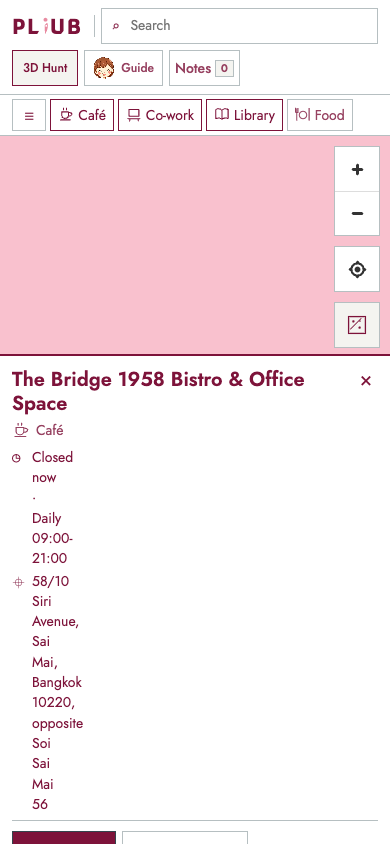 PLUB
Search
3D Hunt
Guide
Notes 0
Café
Co-work
Library
Food
The Bridge 1958 Bistro & Office
Space
Café
Closed
now
·
Daily
09:00-
21:00
58/10
Siri
Avenue,
Sai
Mai,
Bangkok
10220,
opposite
Soi
Sai
Mai
56